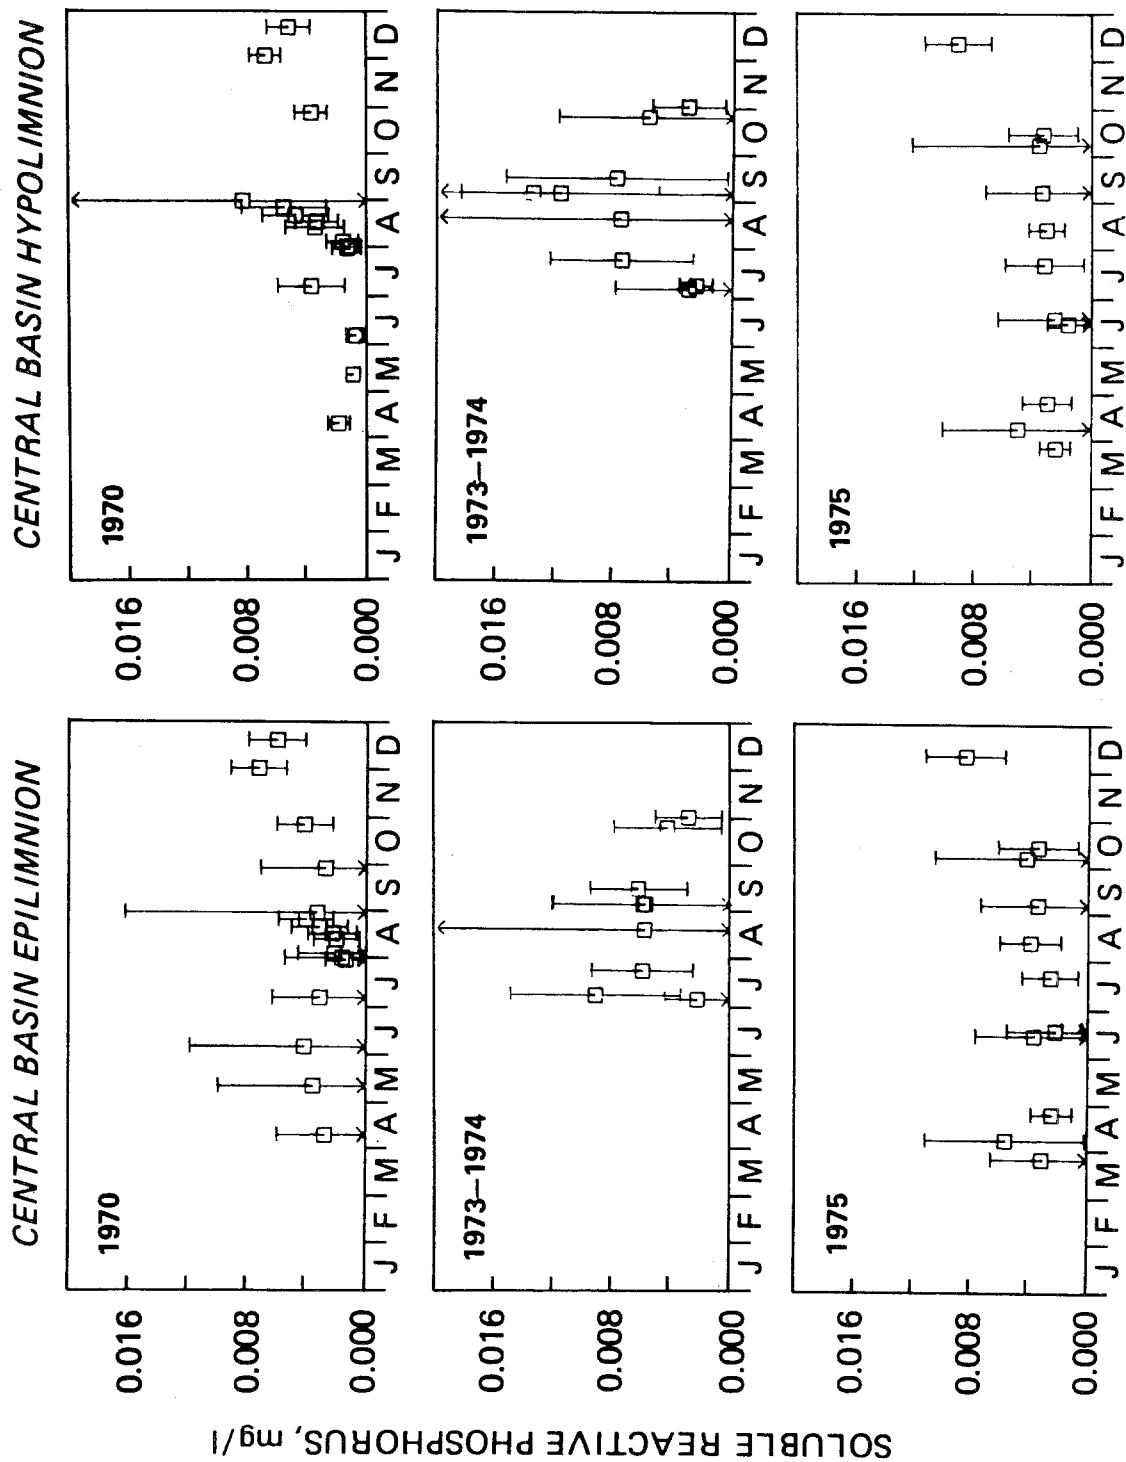 CENTRAL BASIN EPILIMNION
CENTRAL BASIN HYPOLIMNION
SOLUBLE REACTIVE PHOSPHORUS, mg/l
1970
0.016
0.008
0.000
J F M A M J J A S O N D
1970
0.016
0.008
0.000
J F M A M J J A S O N D
1973–1974
0.016
0.008
0.000
J F M A M J J A S O N D
1973–1974
0.016
0.008
0.000
J F M A M J J A S O N D
1975
0.016
0.008
0.000
J F M A M J J A S O N D
1975
0.016
0.008
0.000
J F M A M J J A S O N D